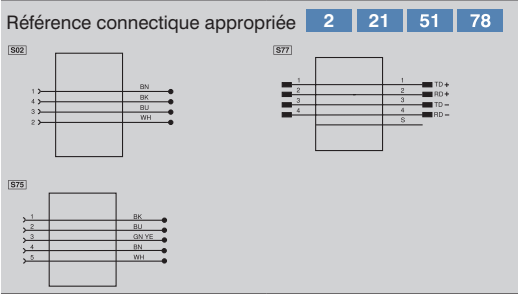 Référence connectique appropriée 2 21 51 78
S02
1 BN
4 BK
3 BU
2 WH
S77
1 1 TD +
2 2 RD +
3 3 TD –
4 4 RD –
S
S75
1 BK
2 BU
3 GN YE
4 BN
5 WH